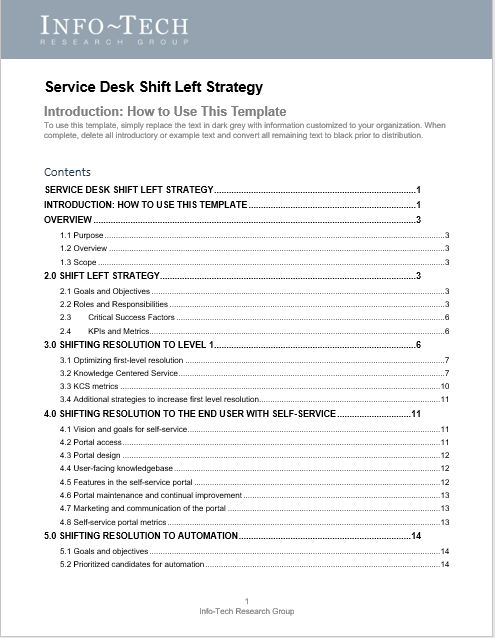 INFO~TECH
RESEARCH GROUP
Service Desk Shift Left Strategy
Introduction: How to Use This Template
To use this template, simply replace the text in dark grey with information customized to your organization. When
complete, delete all introductory or example text and convert all remaining text to black prior to distribution.
Contents
SERVICE DESK SHIFT LEFT STRATEGY 1
INTRODUCTION: HOW TO USE THIS TEMPLATE 1
OVERVIEW 3
1.1 Purpose 3
1.2 Overview 3
1.3 Scope 3
2.0 SHIFT LEFT STRATEGY 3
2.1 Goals and Objectives 3
2.2 Roles and Responsibilities 3
2.3 Critical Success Factors 6
2.4 KPIs and Metrics 6
3.0 SHIFTING RESOLUTION TO LEVEL 1 6
3.1 Optimizing first-level resolution 7
3.2 Knowledge Centered Service 7
3.3 KCS metrics 10
3.4 Additional strategies to increase first level resolution 11
4.0 SHIFTING RESOLUTION TO THE END USER WITH SELF-SERVICE 11
4.1 Vision and goals for self-service 11
4.2 Portal access 11
4.3 Portal design 12
4.4 User-facing knowledgebase 12
4.5 Features in the self-service portal 12
4.6 Portal maintenance and continual improvement 13
4.7 Marketing and communication of the portal 13
4.8 Self-service portal metrics 13
5.0 SHIFTING RESOLUTION TO AUTOMATION 14
5.1 Goals and objectives 14
5.2 Prioritized candidates for automation 14
1
Info-Tech Research Group